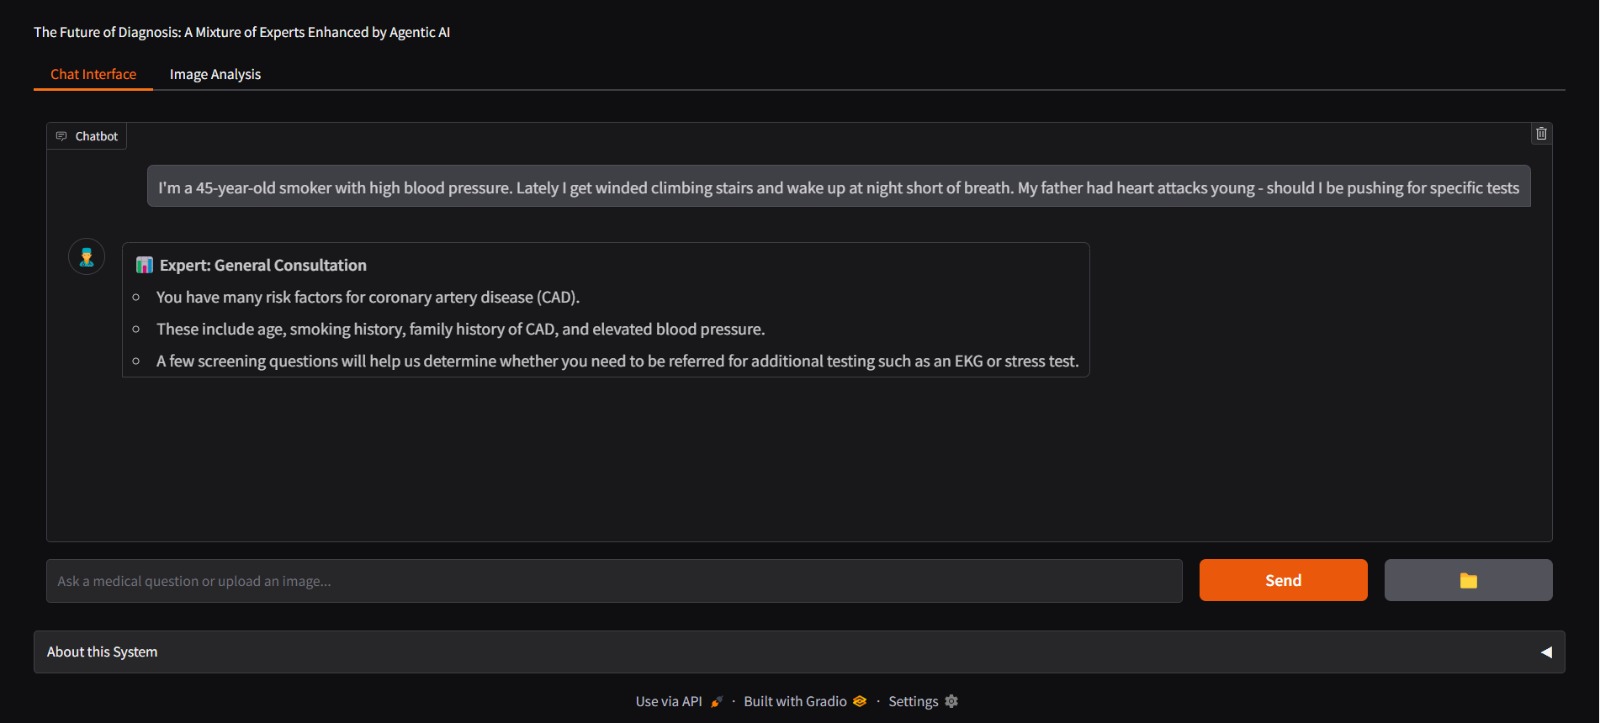 The Future of Diagnosis: A Mixture of Experts Enhanced by Agentic AI
Chat Interface
Image Analysis
Chatbot
I'm a 45-year-old smoker with high blood pressure. Lately I get winded climbing stairs and wake up at night short of breath. My father had heart attacks young - should I be pushing for specific tests
Expert: General Consultation
You have many risk factors for coronary artery disease (CAD).
These include age, smoking history, family history of CAD, and elevated blood pressure.
A few screening questions will help us determine whether you need to be referred for additional testing such as an EKG or stress test.
Ask a medical question or upload an image...
Send
About this System
Use via API · Built with Gradio · Settings